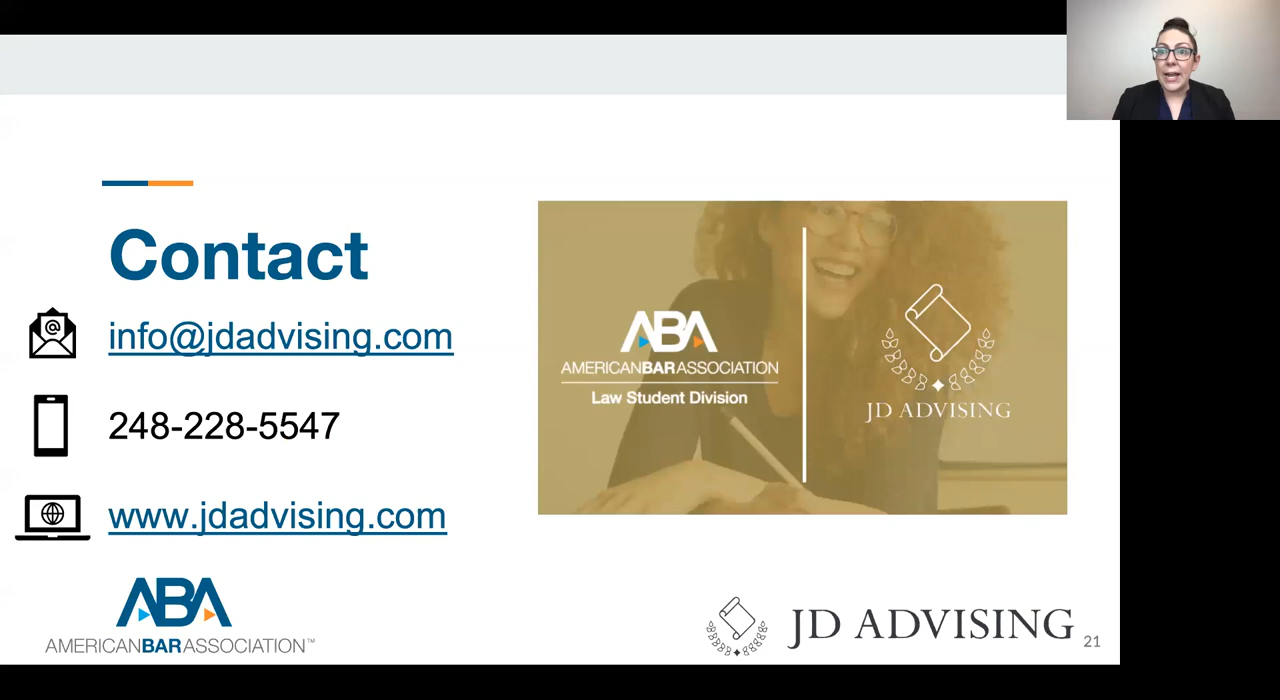 Contact
info@jdadvising.com
248-228-5547
www.jdadvising.com
ABA
AMERICANBARASSOCIATION
Law Student Division
JD ADVISING
ABA
AMERICANBARASSOCIATION™
JD ADVISING
21